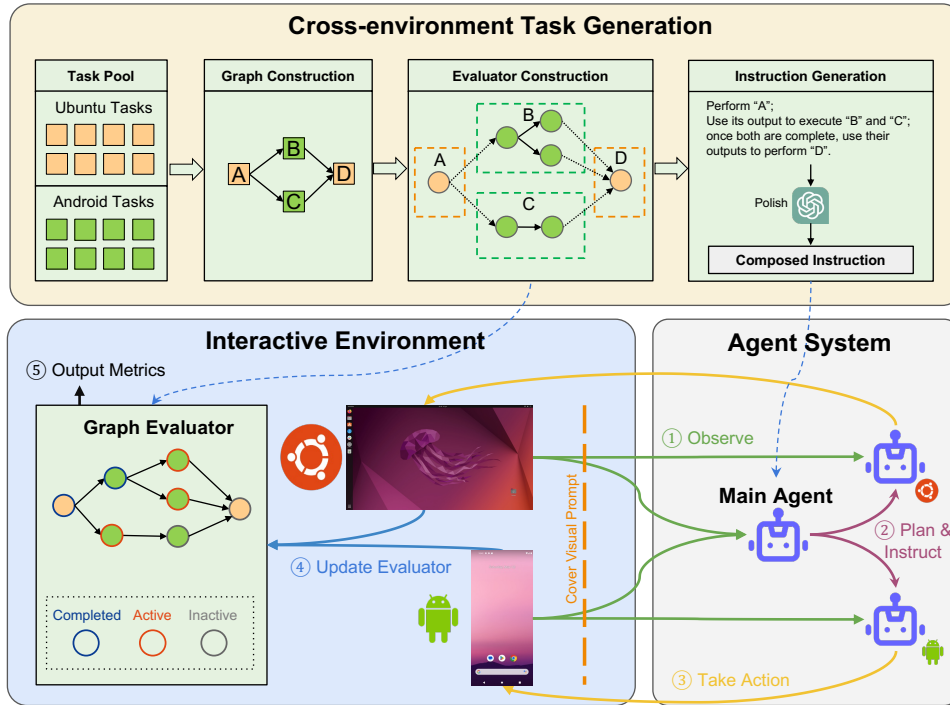 Cross-environment Task Generation
Task Pool
Ubuntu Tasks
Android Tasks
Graph Construction
A
B
C
D
Evaluator Construction
A
B
C
D
Instruction Generation
Perform “A”;
Use its output to execute “B” and “C”;
once both are complete, use their
outputs to perform “D”.
Polish
Composed Instruction
Interactive Environment
⑤ Output Metrics
Graph Evaluator
Completed
Active
Inactive
④ Update Evaluator
Cover Visual Prompt
Agent System
① Observe
Main Agent
② Plan &
Instruct
③ Take Action